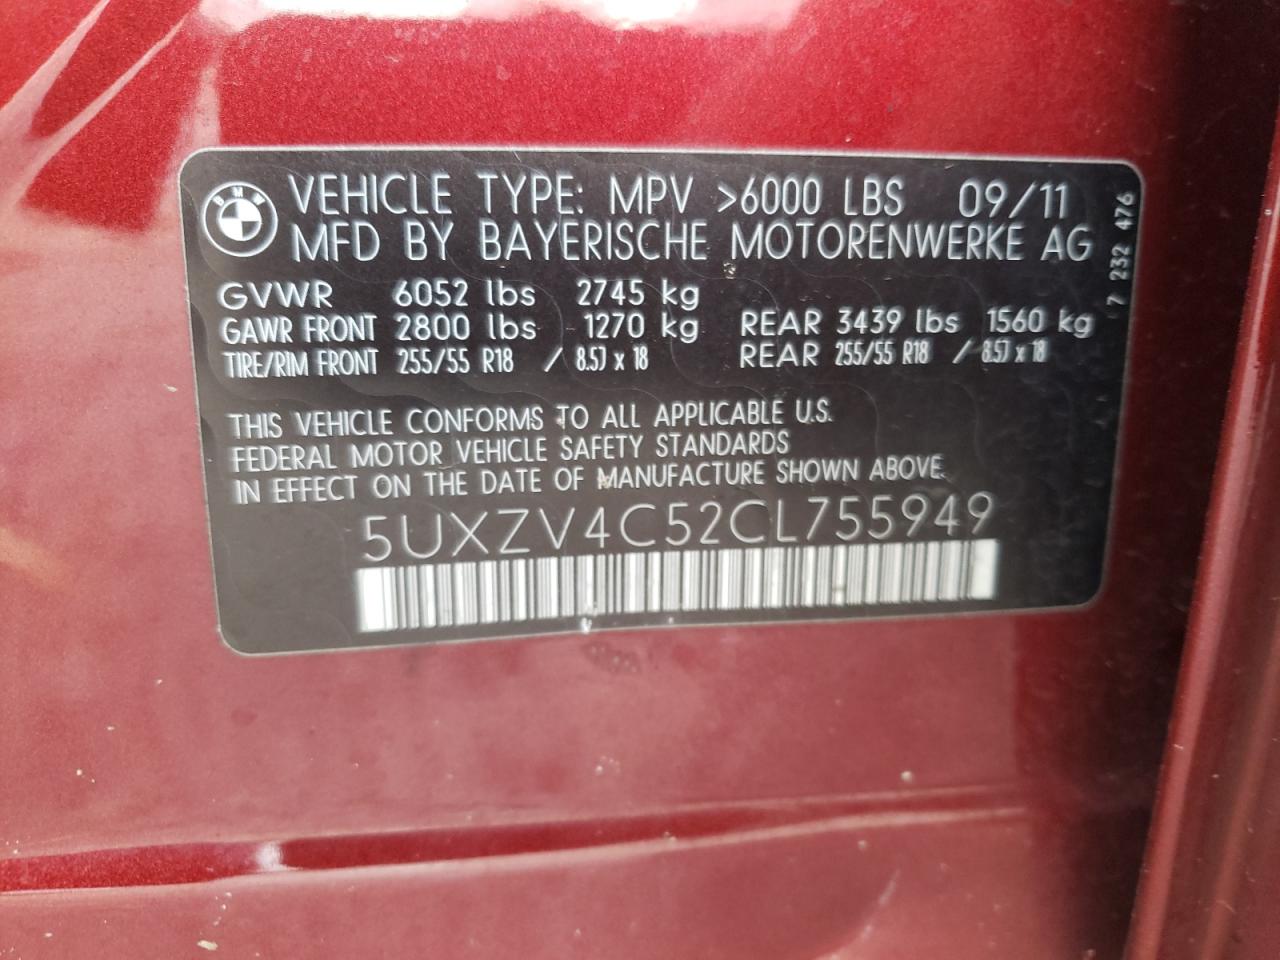 BMW
VEHICLE TYPE: MPV >6000 LBS 09/11
MFD BY BAYERISCHE MOTORENWERKE AG
7 232 476
GVWR 6052 lbs 2745 kg
GAWR FRONT 2800 lbs 1270 kg REAR 3439 lbs 1560 kg
TIRE/RIM FRONT 255/55 R18 / 8.5J x 18 REAR 255/55 R18 / 8.5J x 18
THIS VEHICLE CONFORMS TO ALL APPLICABLE U.S.
FEDERAL MOTOR VEHICLE SAFETY STANDARDS
IN EFFECT ON THE DATE OF MANUFACTURE SHOWN ABOVE.
5UXZV4C52CL755949